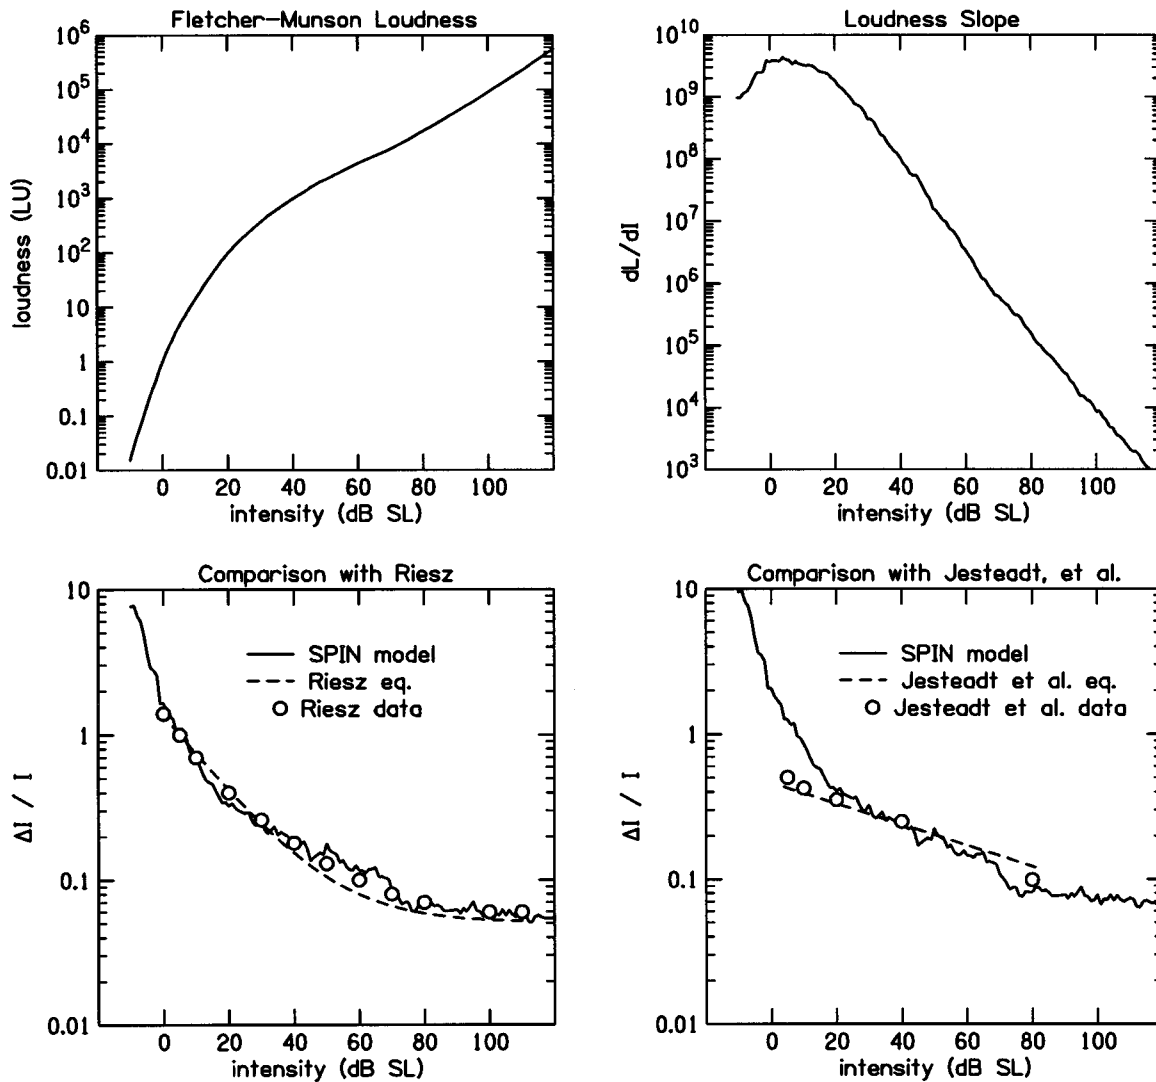 Fletcher-Munson Loudness
10^6
10^5
10^4
10^3
10^2
10
1
0.1
0.01
loudness (LU)
0 20 40 60 80 100
intensity (dB SL)
Loudness Slope
10^10
10^9
10^8
10^7
10^6
10^5
10^4
10^3
dL/dI
0 20 40 60 80 100
intensity (dB SL)
Comparison with Riesz
10
1
0.1
0.01
ΔI / I
SPIN model
Riesz eq.
Riesz data
0 20 40 60 80 100
intensity (dB SL)
Comparison with Jesteadt, et al.
10
1
0.1
0.01
ΔI / I
SPIN model
Jesteadt et al. eq.
Jesteadt et al. data
0 20 40 60 80 100
intensity (dB SL)